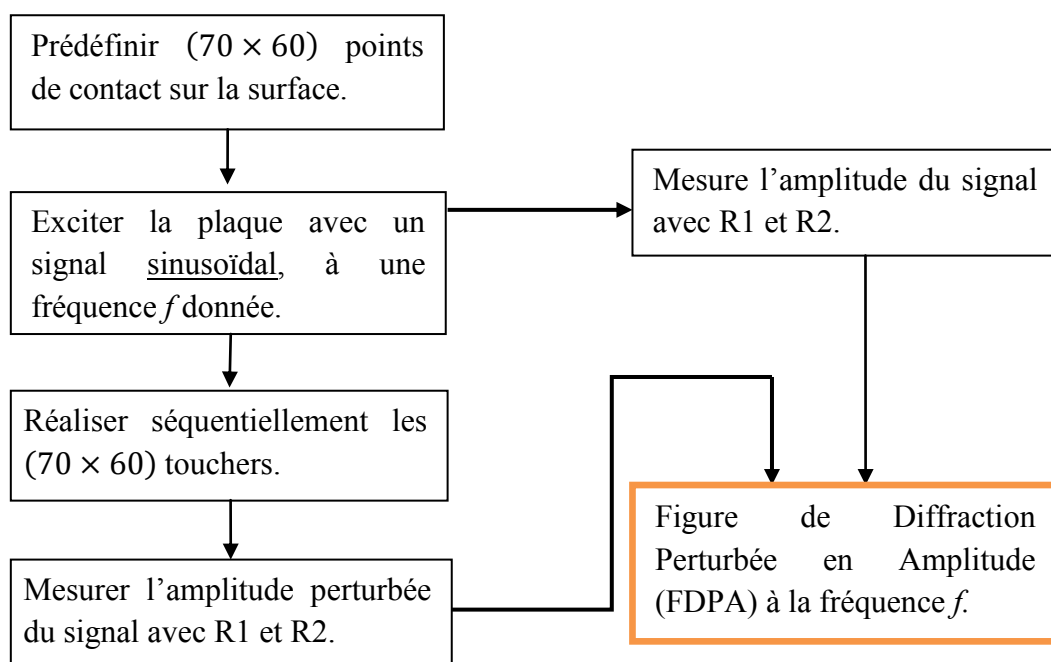 Prédéfinir (70 × 60) points
de contact sur la surface.
Exciter la plaque avec un
signal sinusoïdal, à une
fréquence f donnée.
Mesure l’amplitude du signal
avec R1 et R2.
Réaliser séquentiellement les
(70 × 60) touchers.
Mesurer l’amplitude perturbée
du signal avec R1 et R2.
Figure de Diffraction
Perturbée en Amplitude
(FDPA) à la fréquence f.